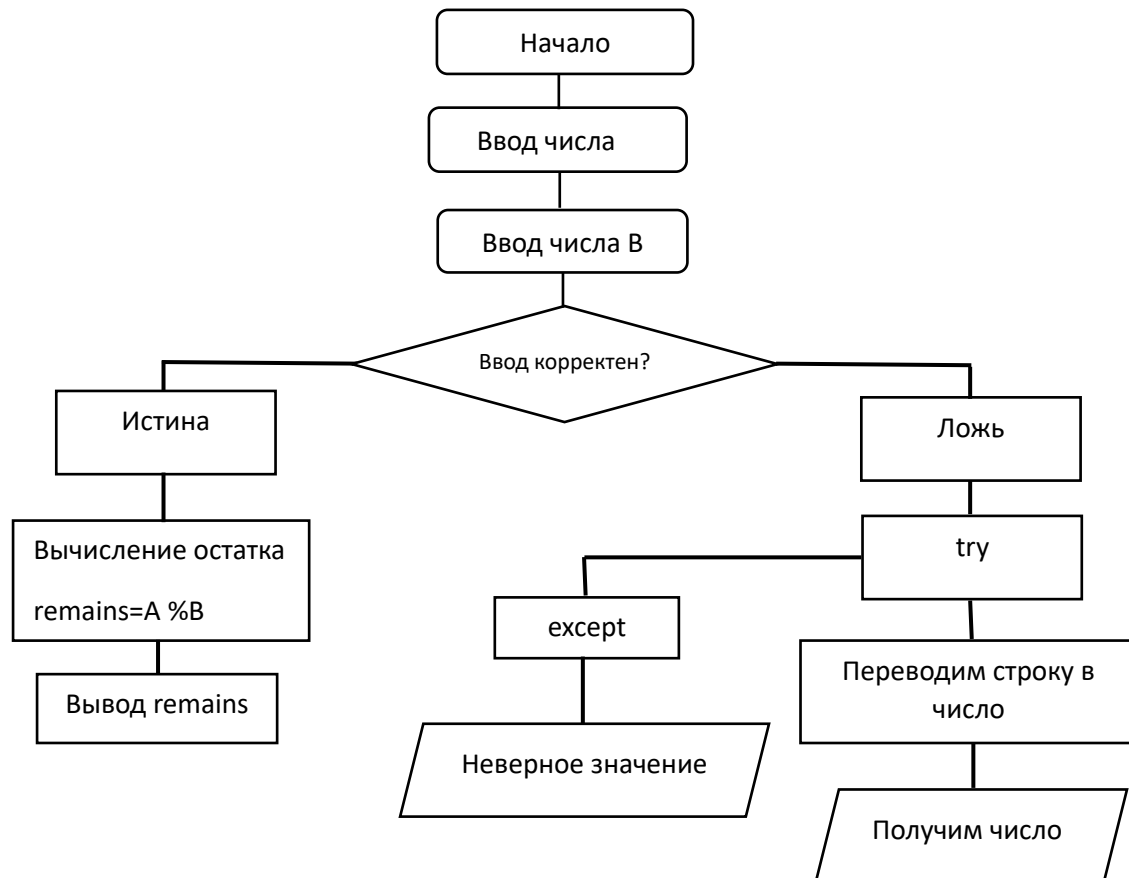 Начало
Ввод числа
Ввод числа B
Ввод корректен?
Истина
Ложь
Вычисление остатка
remains=A %B
try
except
Вывод remains
Переводим строку в
число
Неверное значение
Получим число